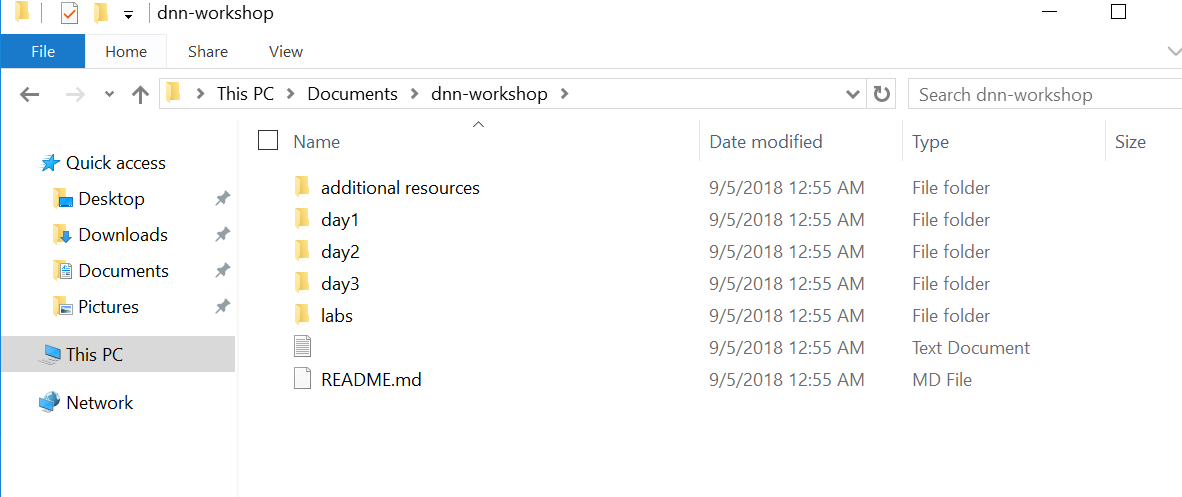 dnn-workshop
File Home Share View
This PC Documents dnn-workshop Search dnn-workshop
Name Date modified Type Size
Quick access
Desktop
Downloads
Documents
Pictures
This PC
Network
additional resources 9/5/2018 12:55 AM File folder
day1 9/5/2018 12:55 AM File folder
day2 9/5/2018 12:55 AM File folder
day3 9/5/2018 12:55 AM File folder
labs 9/5/2018 12:55 AM File folder
9/5/2018 12:55 AM Text Document
README.md 9/5/2018 12:55 AM MD File